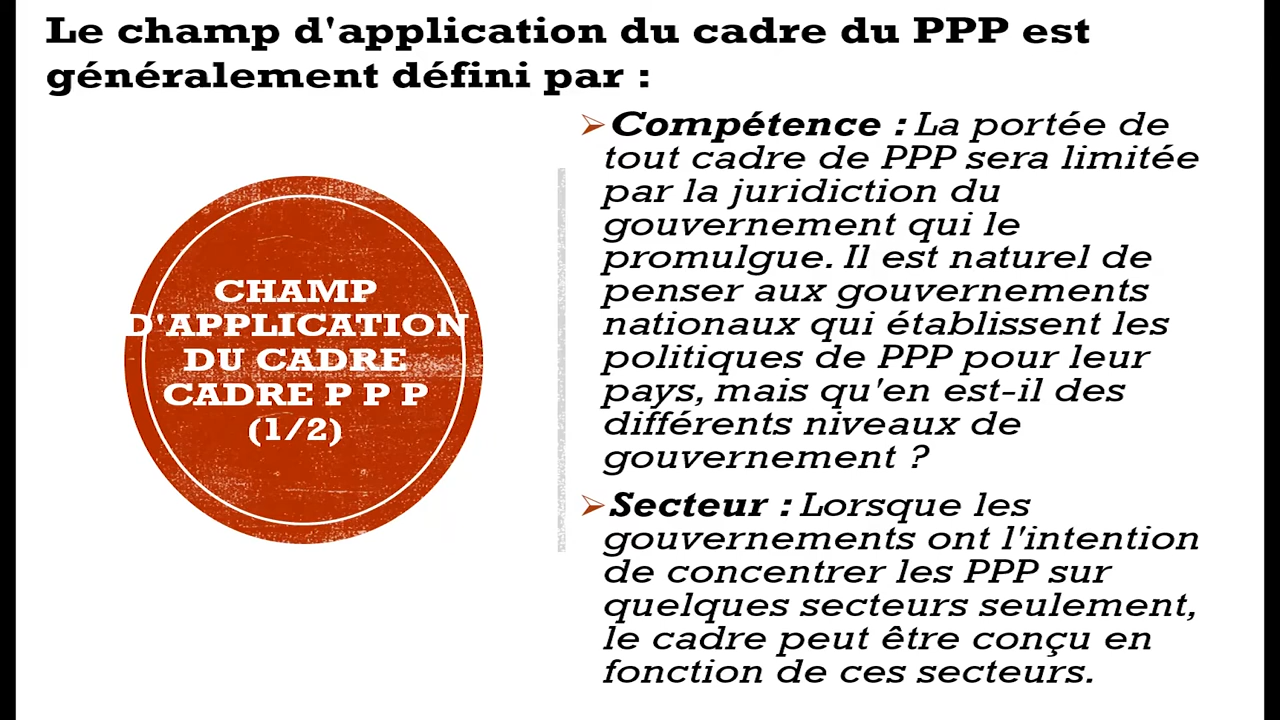 Le champ d'application du cadre du PPP est
généralement défini par :
CHAMP
D'APPLICATION
DU CADRE
CADRE P P P
(1/2)
Compétence : La portée de
tout cadre de PPP sera limitée
par la juridiction du
gouvernement qui le
promulgue. Il est naturel de
penser aux gouvernements
nationaux qui établissent les
politiques de PPP pour leur
pays, mais qu'en est-il des
différents niveaux de
gouvernement ?
Secteur : Lorsque les
gouvernements ont l'intention
de concentrer les PPP sur
quelques secteurs seulement,
le cadre peut être conçu en
fonction de ces secteurs.